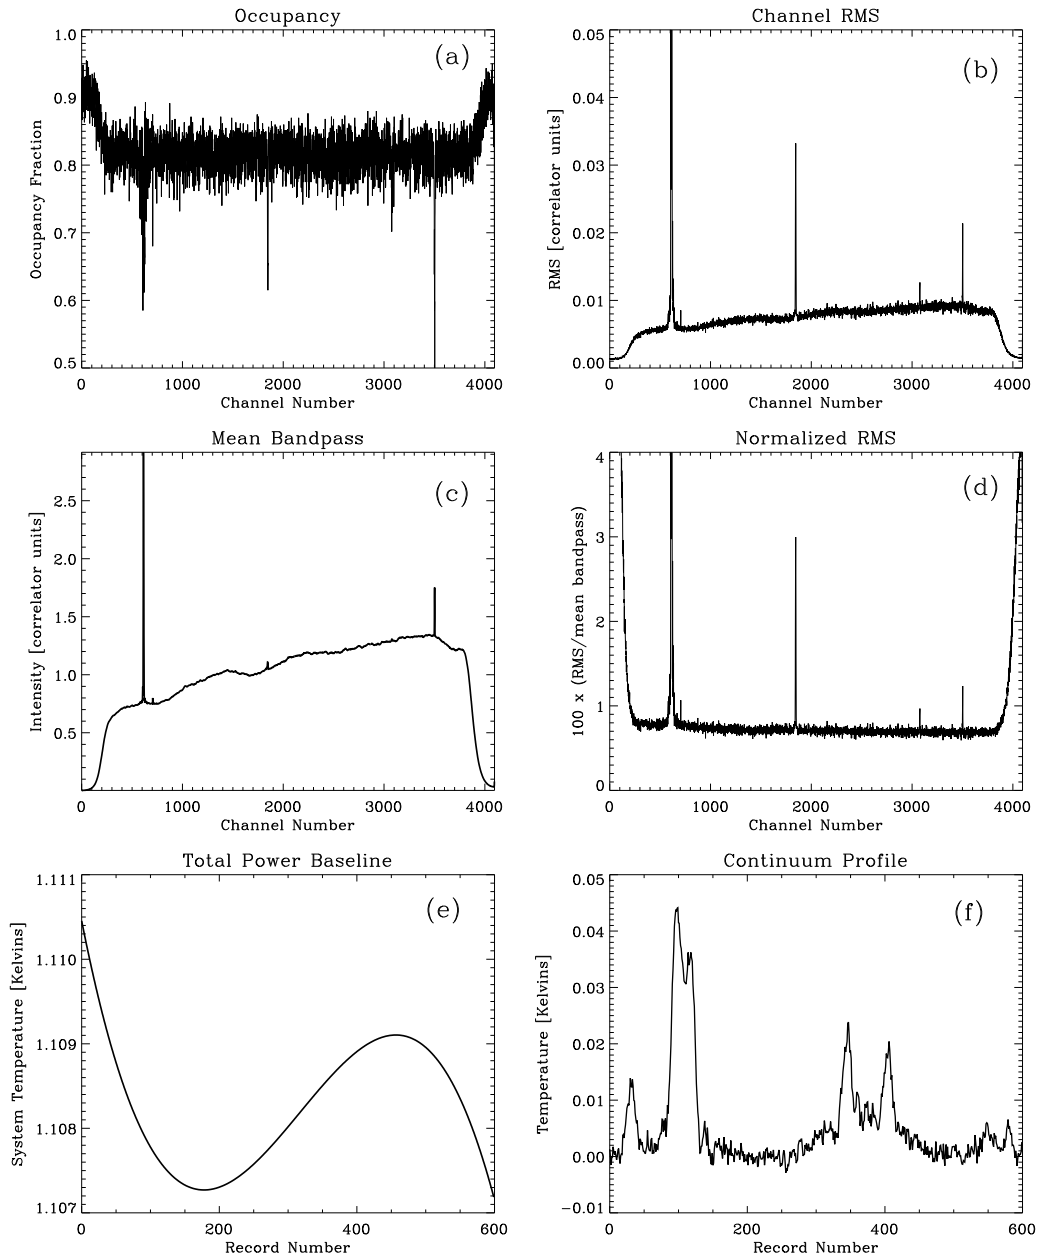 Occupancy
(a)
Occupancy Fraction
1.0
0.9
0.8
0.7
0.6
0.5
0 1000 2000 3000 4000
Channel Number
Channel RMS
(b)
RMS [correlator units]
0.05
0.04
0.03
0.02
0.01
0.00
0 1000 2000 3000 4000
Channel Number
Mean Bandpass
(c)
Intensity [correlator units]
2.5
2.0
1.5
1.0
0.5
0 1000 2000 3000 4000
Channel Number
Normalized RMS
(d)
100 x (RMS/mean bandpass)
4
3
2
1
0
0 1000 2000 3000 4000
Channel Number
Total Power Baseline
(e)
System Temperature [Kelvins]
1.111
1.110
1.109
1.108
1.107
0 200 400 600
Record Number
Continuum Profile
(f)
Temperature [Kelvins]
0.05
0.04
0.03
0.02
0.01
0.00
−0.01
0 200 400 600
Record Number